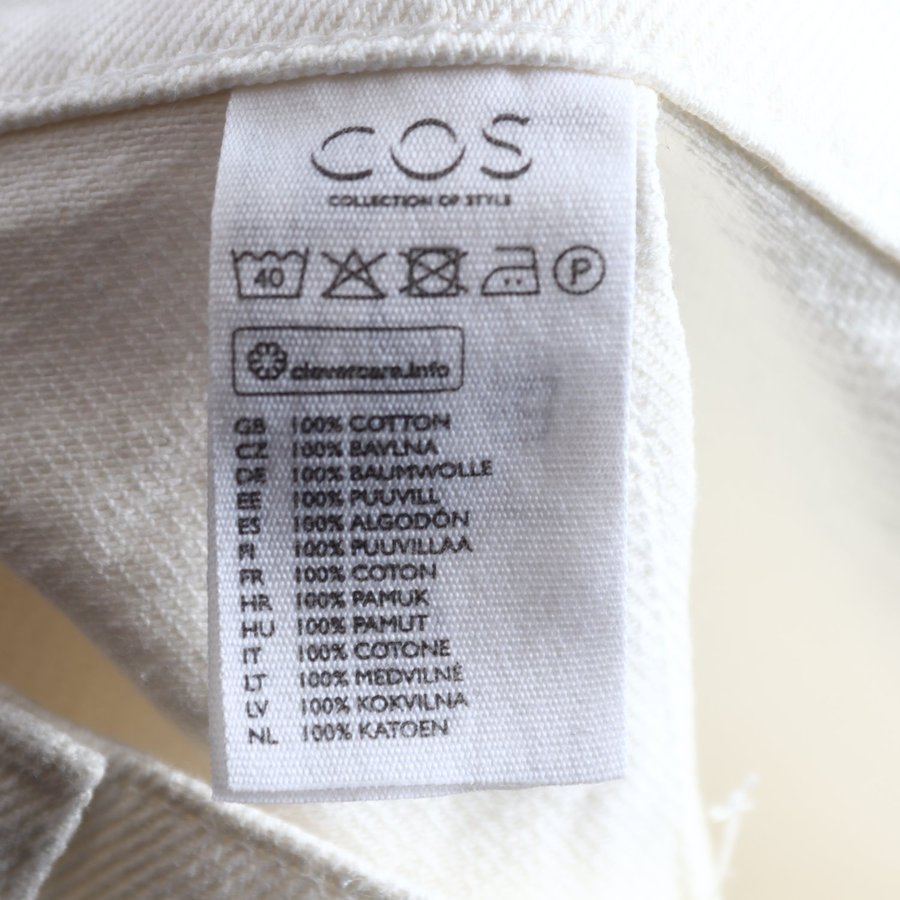 COS
COLLECTION OF STYLE
40 P
clevercare.info
GB 100% COTTON
CZ 100% BAVLNA
DE 100% BAUMWOLLE
EE 100% PUUVILL
ES 100% ALGODÓN
FI 100% PUUVILLAA
FR 100% COTON
HR 100% PAMUK
HU 100% PAMUT
IT 100% COTONE
LT 100% MEDVILNĖ
LV 100% KOKVILNA
NL 100% KATOEN